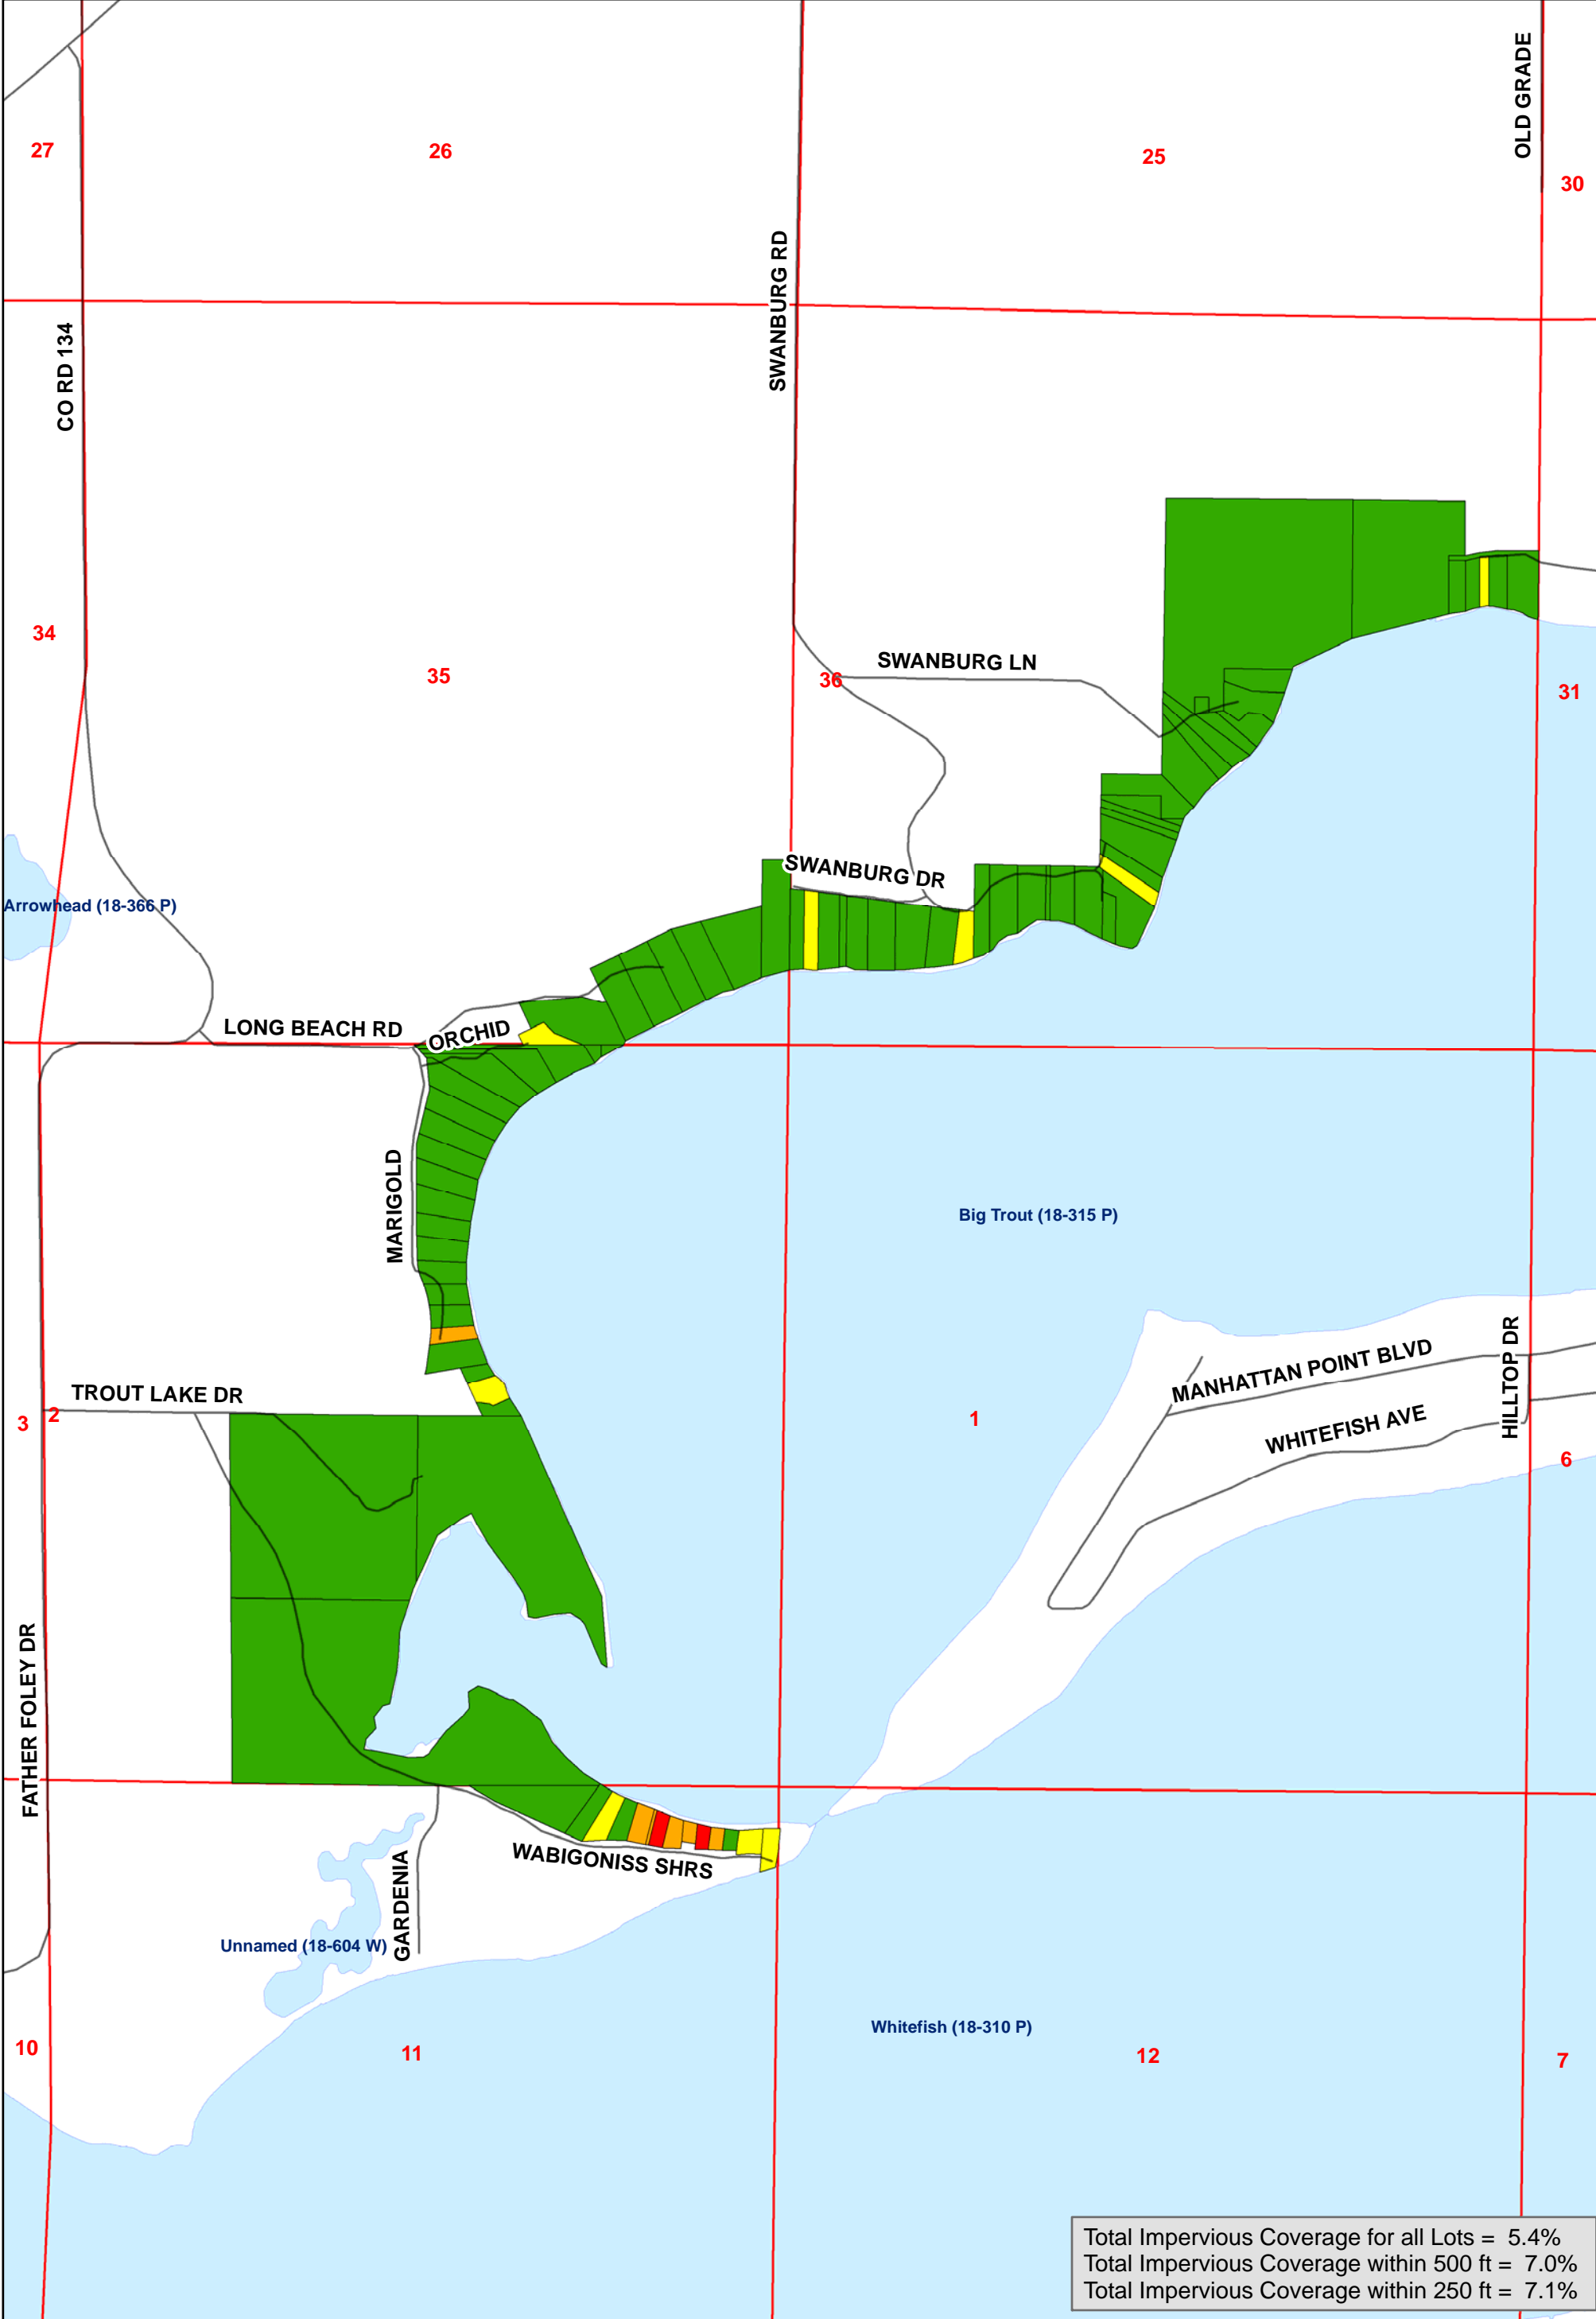 OLD GRADE
27
26
25
30
SWANBURG RD
CO RD 134
34
35
SWANBURG LN
36
31
SWANBURG DR
Arrowhead (18-366 P)
LONG BEACH RD
ORCHID
MARIGOLD
Big Trout (18-315 P)
MANHATTAN POINT BLVD
HILLTOP DR
TROUT LAKE DR
3
2
1
WHITEFISH AVE
6
FATHER FOLEY DR
WABIGONISS SHRS
GARDENIA
Unnamed (18-604 W)
Whitefish (18-310 P)
10
11
12
7
Total Impervious Coverage for all Lots = 5.4%
Total Impervious Coverage within 500 ft = 7.0%
Total Impervious Coverage within 250 ft = 7.1%